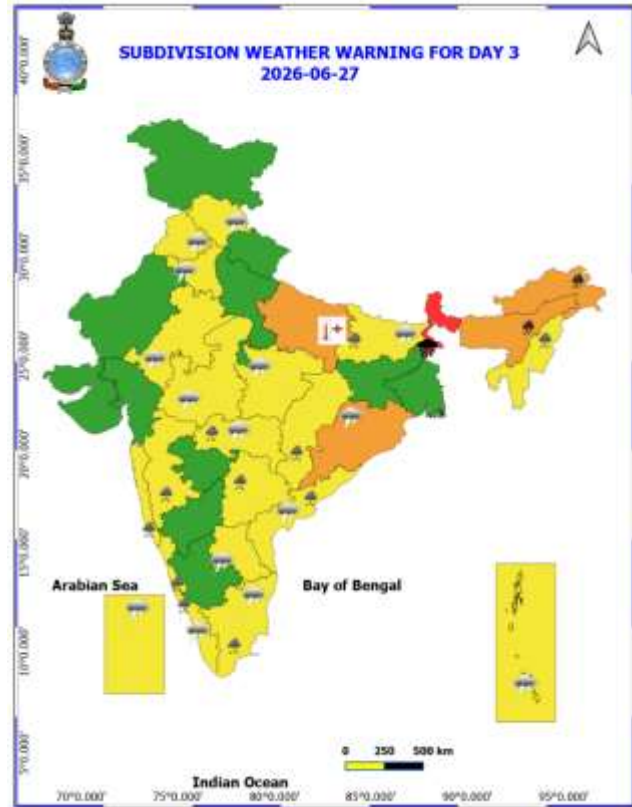 SUBDIVISION WEATHER WARNING FOR DAY 3
2026-06-27
40°0.000'
35°0.000'
30°0.000'
25°0.000'
20°0.000'
15°0.000'
10°0.000'
5°0.000'
Arabian Sea
Bay of Bengal
0 250 500 km
Indian Ocean
70°0.000' 75°0.000' 80°0.000' 85°0.000' 90°0.000' 95°0.000'